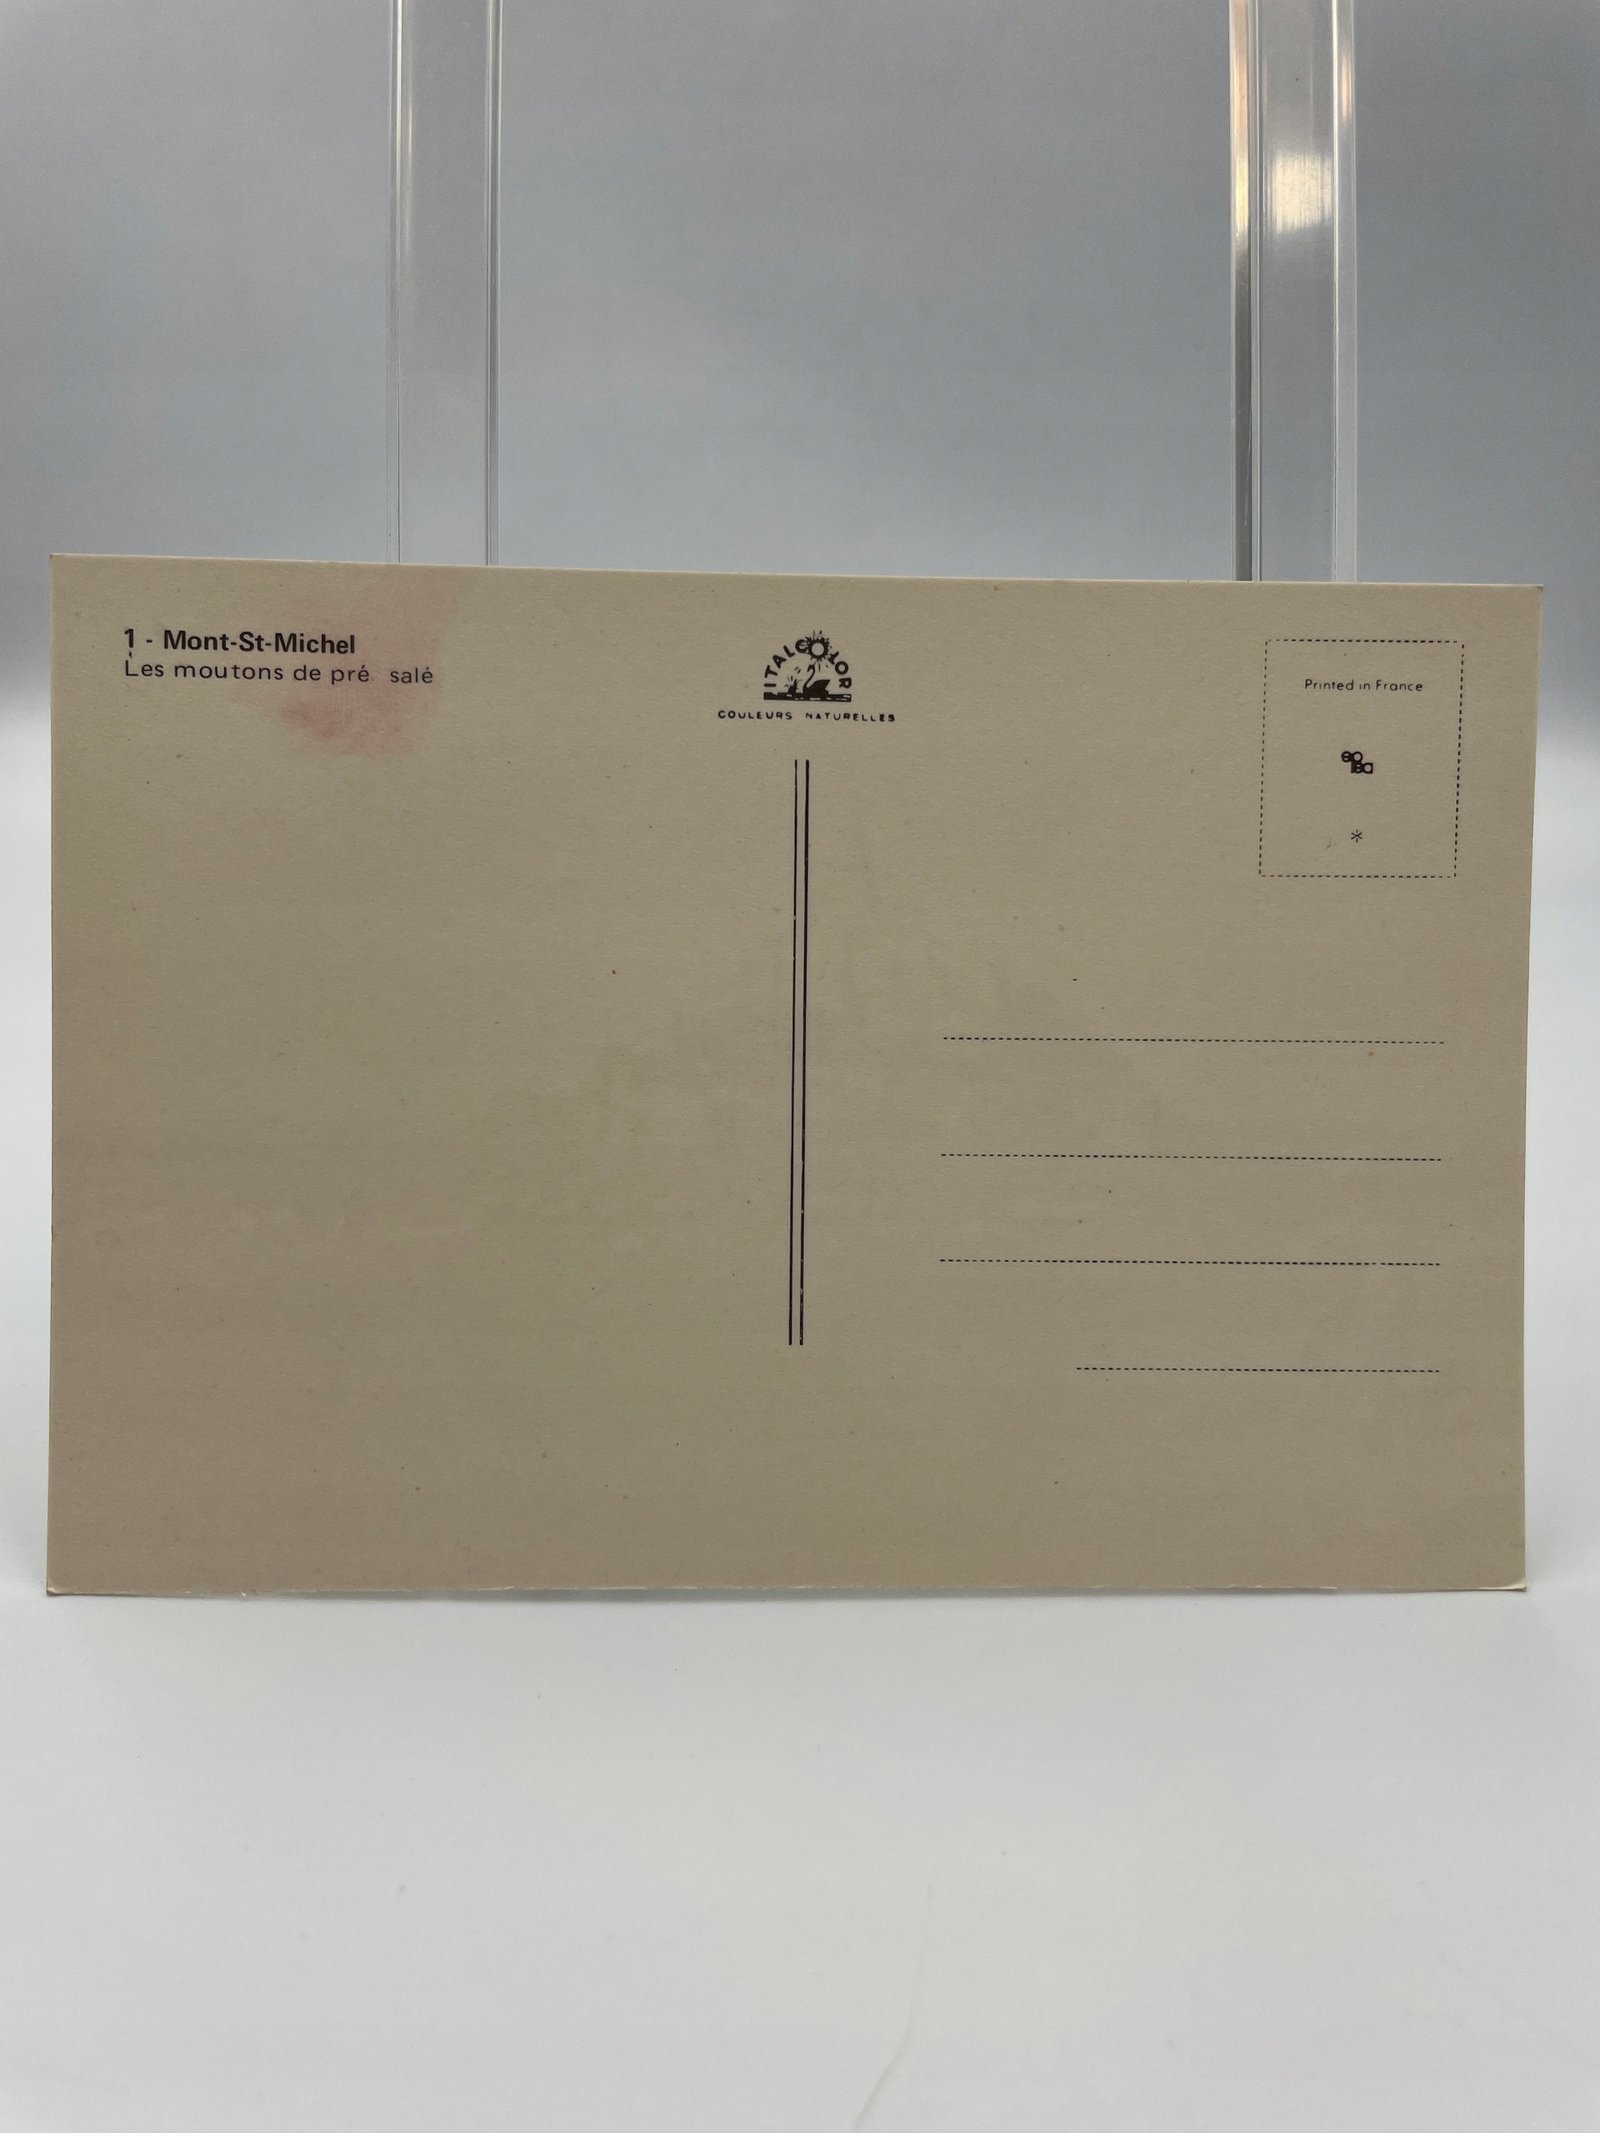 1 - Mont-St-Michel
Les moutons de pré salé
ITALCOLOR
COULEURS NATURELLES
Printed in France
*